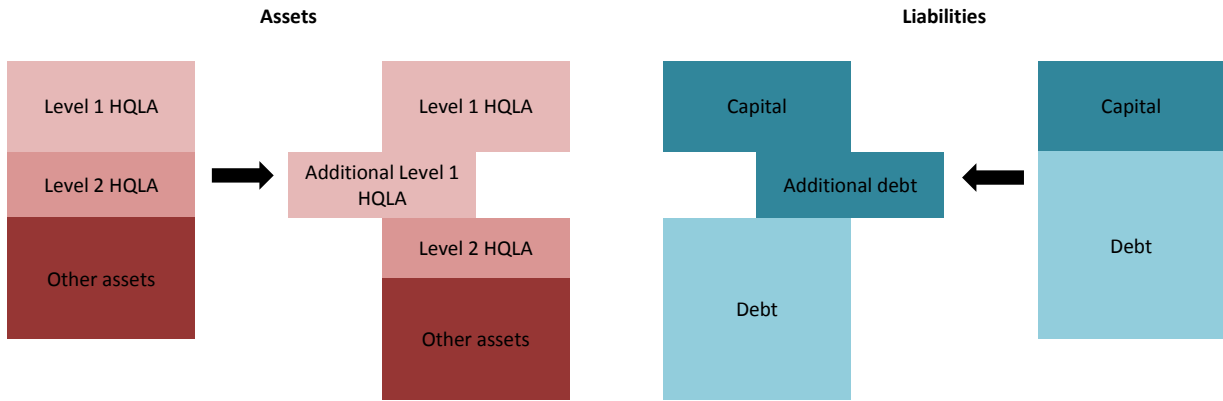 Assets
Liabilities
Level 1 HQLA
Level 2 HQLA
Other assets
Level 1 HQLA
Additional Level 1
HQLA
Level 2 HQLA
Other assets
Capital
Additional debt
Debt
Capital
Debt